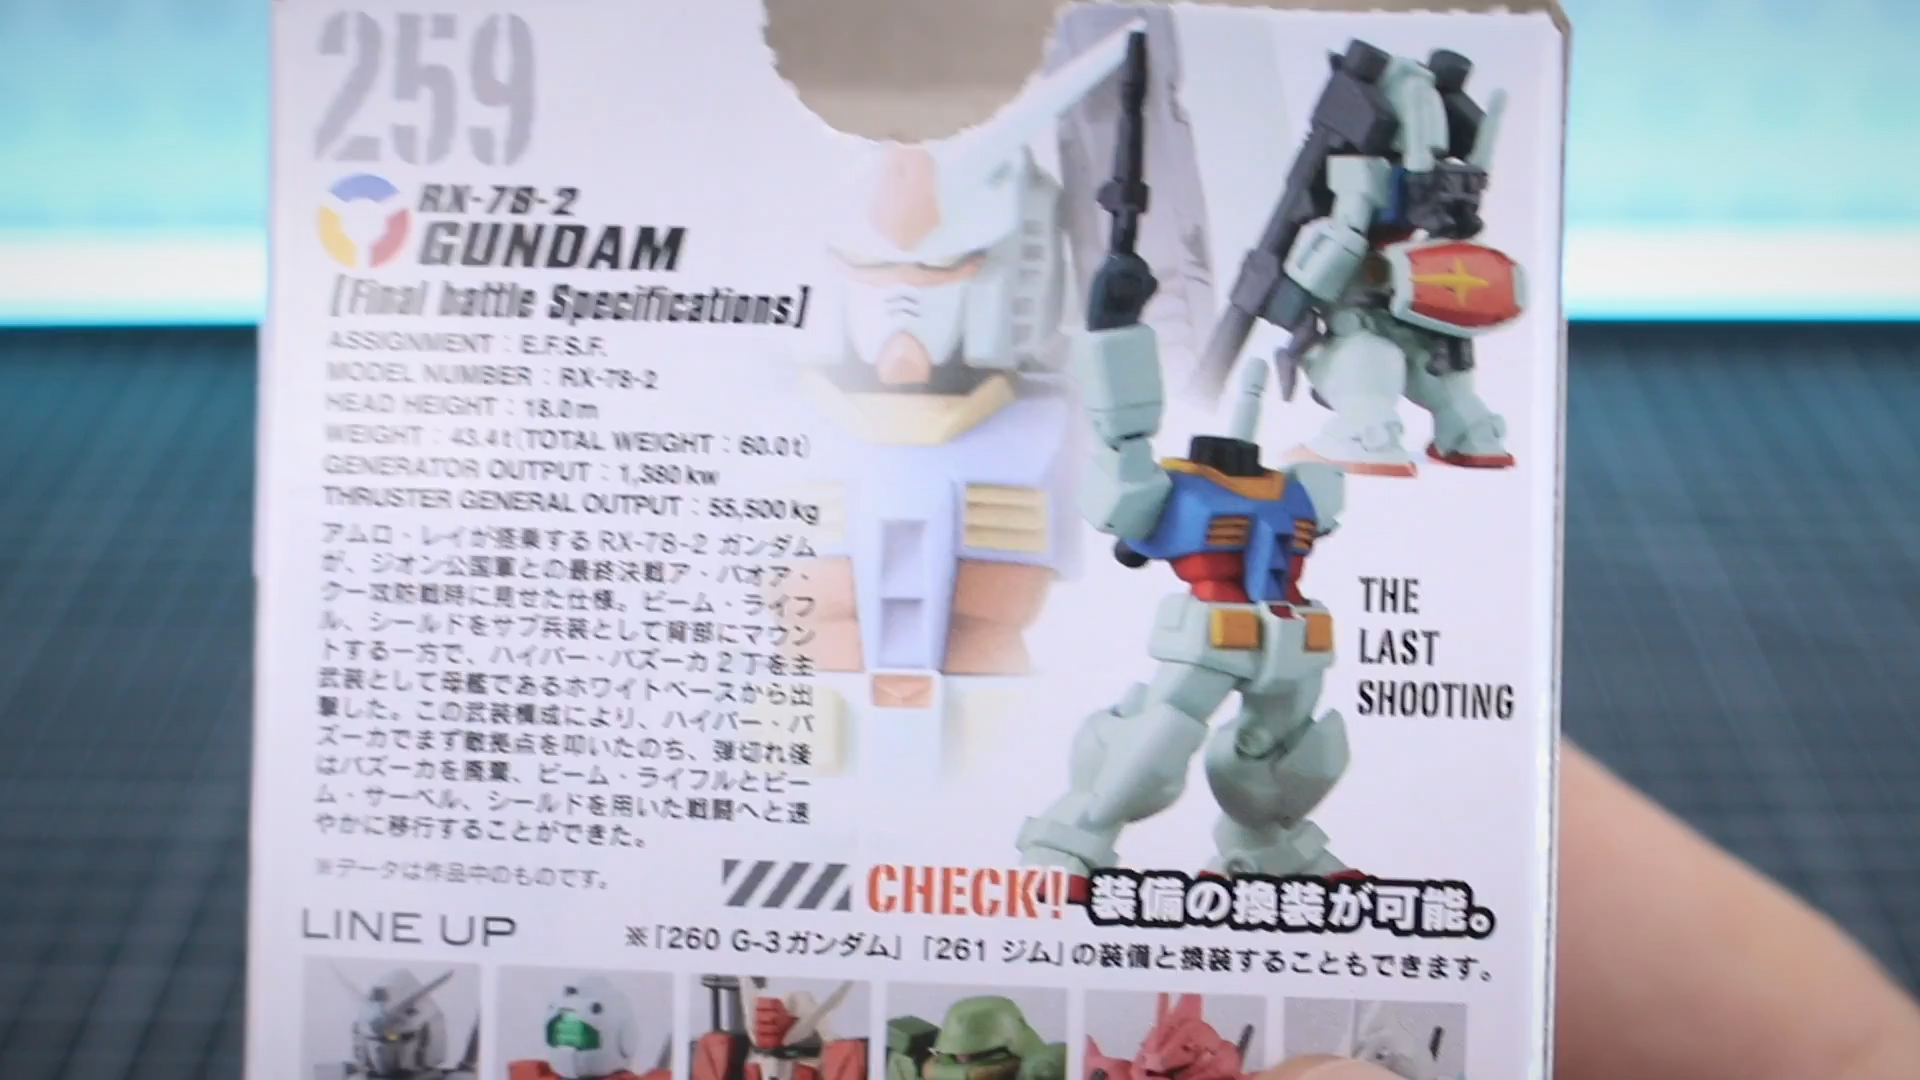 259
RX-78-2
GUNDAM
[Final battle Specifications]
ASSIGNMENT : E.F.S.F.
MODEL NUMBER : RX-78-2
HEAD HEIGHT : 18.0m
WEIGHT : 43.4t(TOTAL WEIGHT : 60.0t)
GENERATOR OUTPUT : 1,380kw
THRUSTER GENERAL OUTPUT : 55,500kg
アムロ・レイが搭乗するRX-78-2 ガンダム
が、ジオン公国軍との最終決戦ア・バオア・
クー攻防戦時に見せた仕様。ビーム・ライフ
ル、シールドをサブ兵装として背部にマウン
トする一方で、ハイパー・バズーカ2丁を主
武装として母艦であるホワイトベースから出
撃した。この武装構成により、ハイパー・バ
ズーカでまず敵拠点を叩いたのち、弾切れ後
はバズーカを廃棄、ビーム・ライフルとビー
ム・サーベル、シールドを用いた戦闘へと速
やかに移行することができた。
※データは作品中のものです。
THE
LAST
SHOOTING
CHECK! 装備の換装が可能。
※「260 G-3ガンダム」「261 ジム」の装備と換装することもできます。
LINE UP